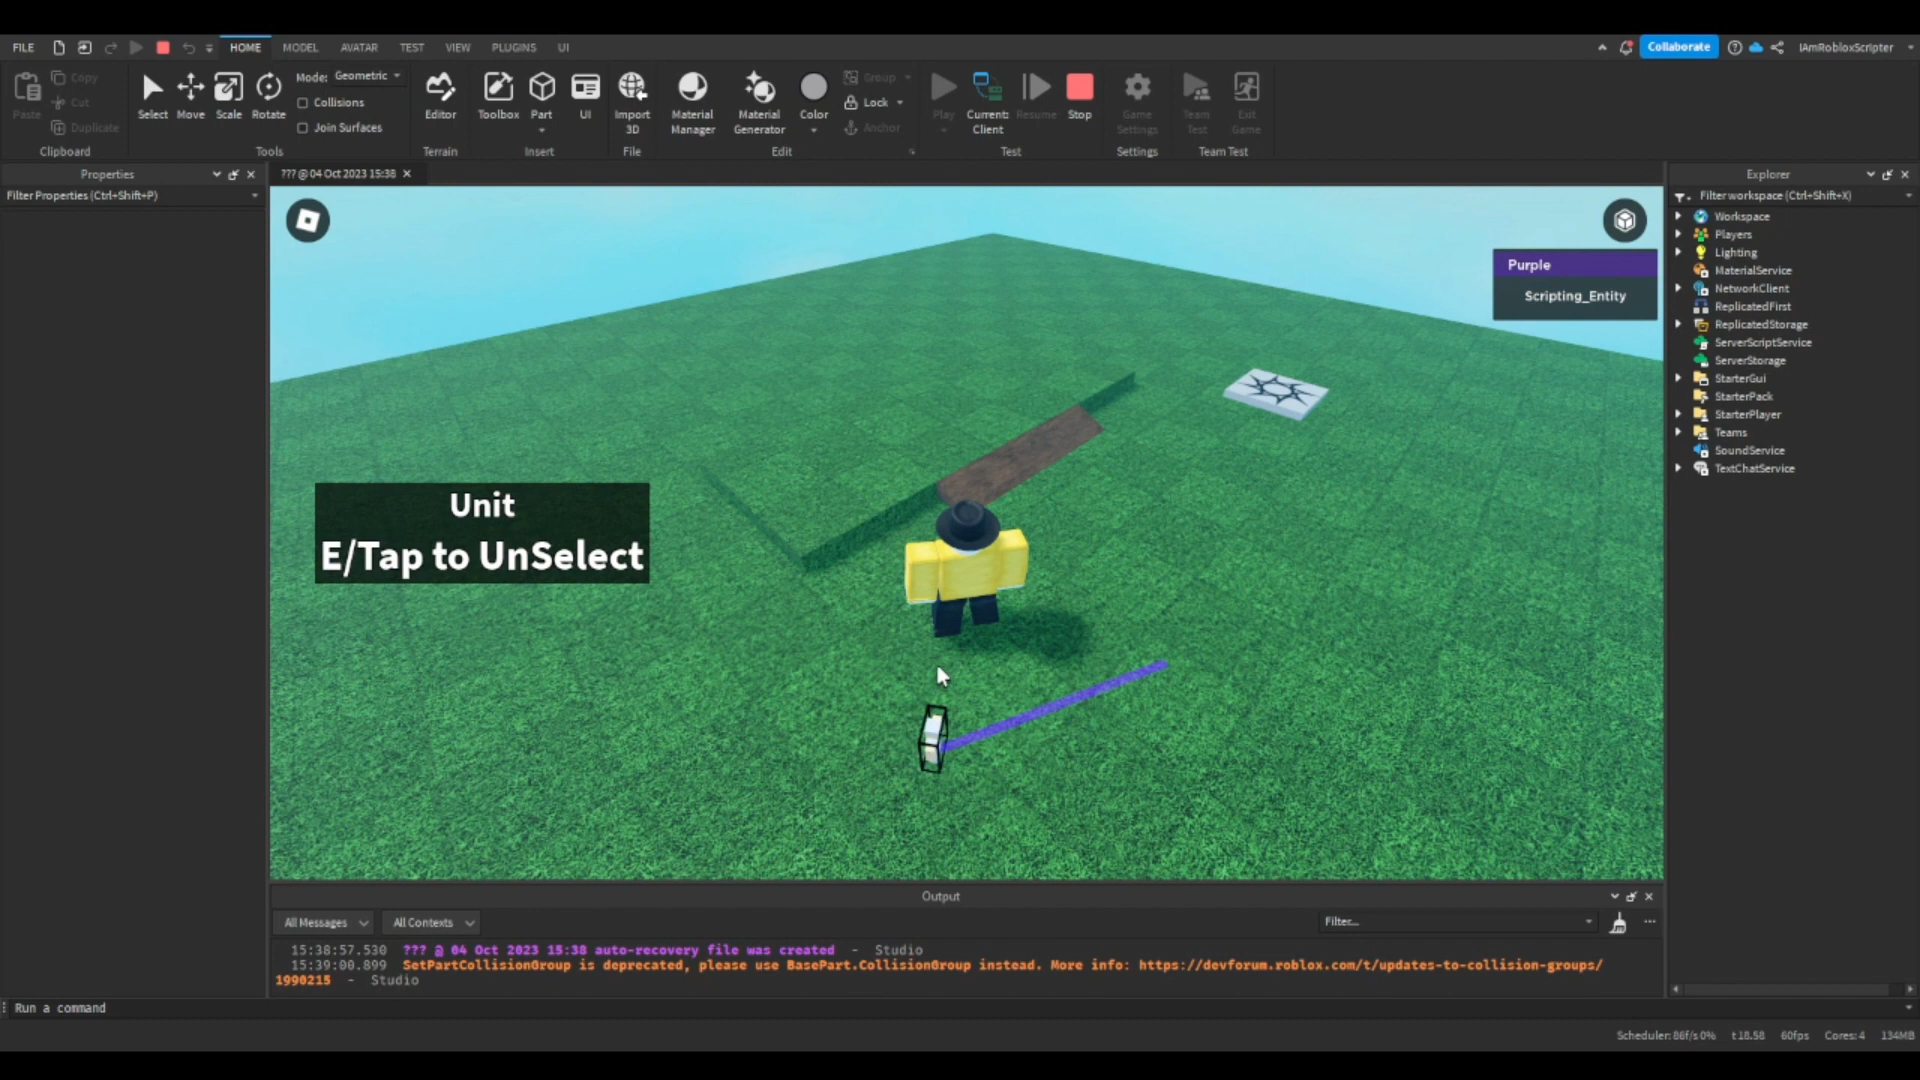 FILE HOME MODEL AVATAR TEST VIEW PLUGINS UI Collaborate IAmRobloxScripter
Paste Copy Cut Duplicate
Clipboard
Select Move Scale Rotate Mode: Geometric
Collisions
Join Surfaces
Tools
Editor
Terrain
Toolbox Part UI
Insert
Import 3D
File
Material Manager Material Generator Color Group Lock Anchor
Edit
Play Current: Client Resume Stop
Test
Game Settings
Settings
Team Test Exit Game
Team Test
Properties
Filter Properties (Ctrl+Shift+P)
??? @ 04 Oct 2023 15:38
Explorer
Filter workspace (Ctrl+Shift+X)
Workspace
Players
Lighting
MaterialService
NetworkClient
ReplicatedFirst
ReplicatedStorage
ServerScriptService
ServerStorage
StarterGui
StarterPack
StarterPlayer
Teams
SoundService
TextChatService
Purple
Scripting_Entity
Unit
E/Tap to UnSelect
Output
All Messages All Contexts Filter...
15:38:57.530 ??? @ 04 Oct 2023 15:38 auto-recovery file was created - Studio
15:39:00.899 SetPartCollisionGroup is deprecated, please use BasePart.CollisionGroup instead. More info: https://devforum.roblox.com/t/updates-to-collision-groups/
1990215 - Studio
Run a command
Scheduler: 86f/s 0% t 18.58 60fps Cores: 4 134MB